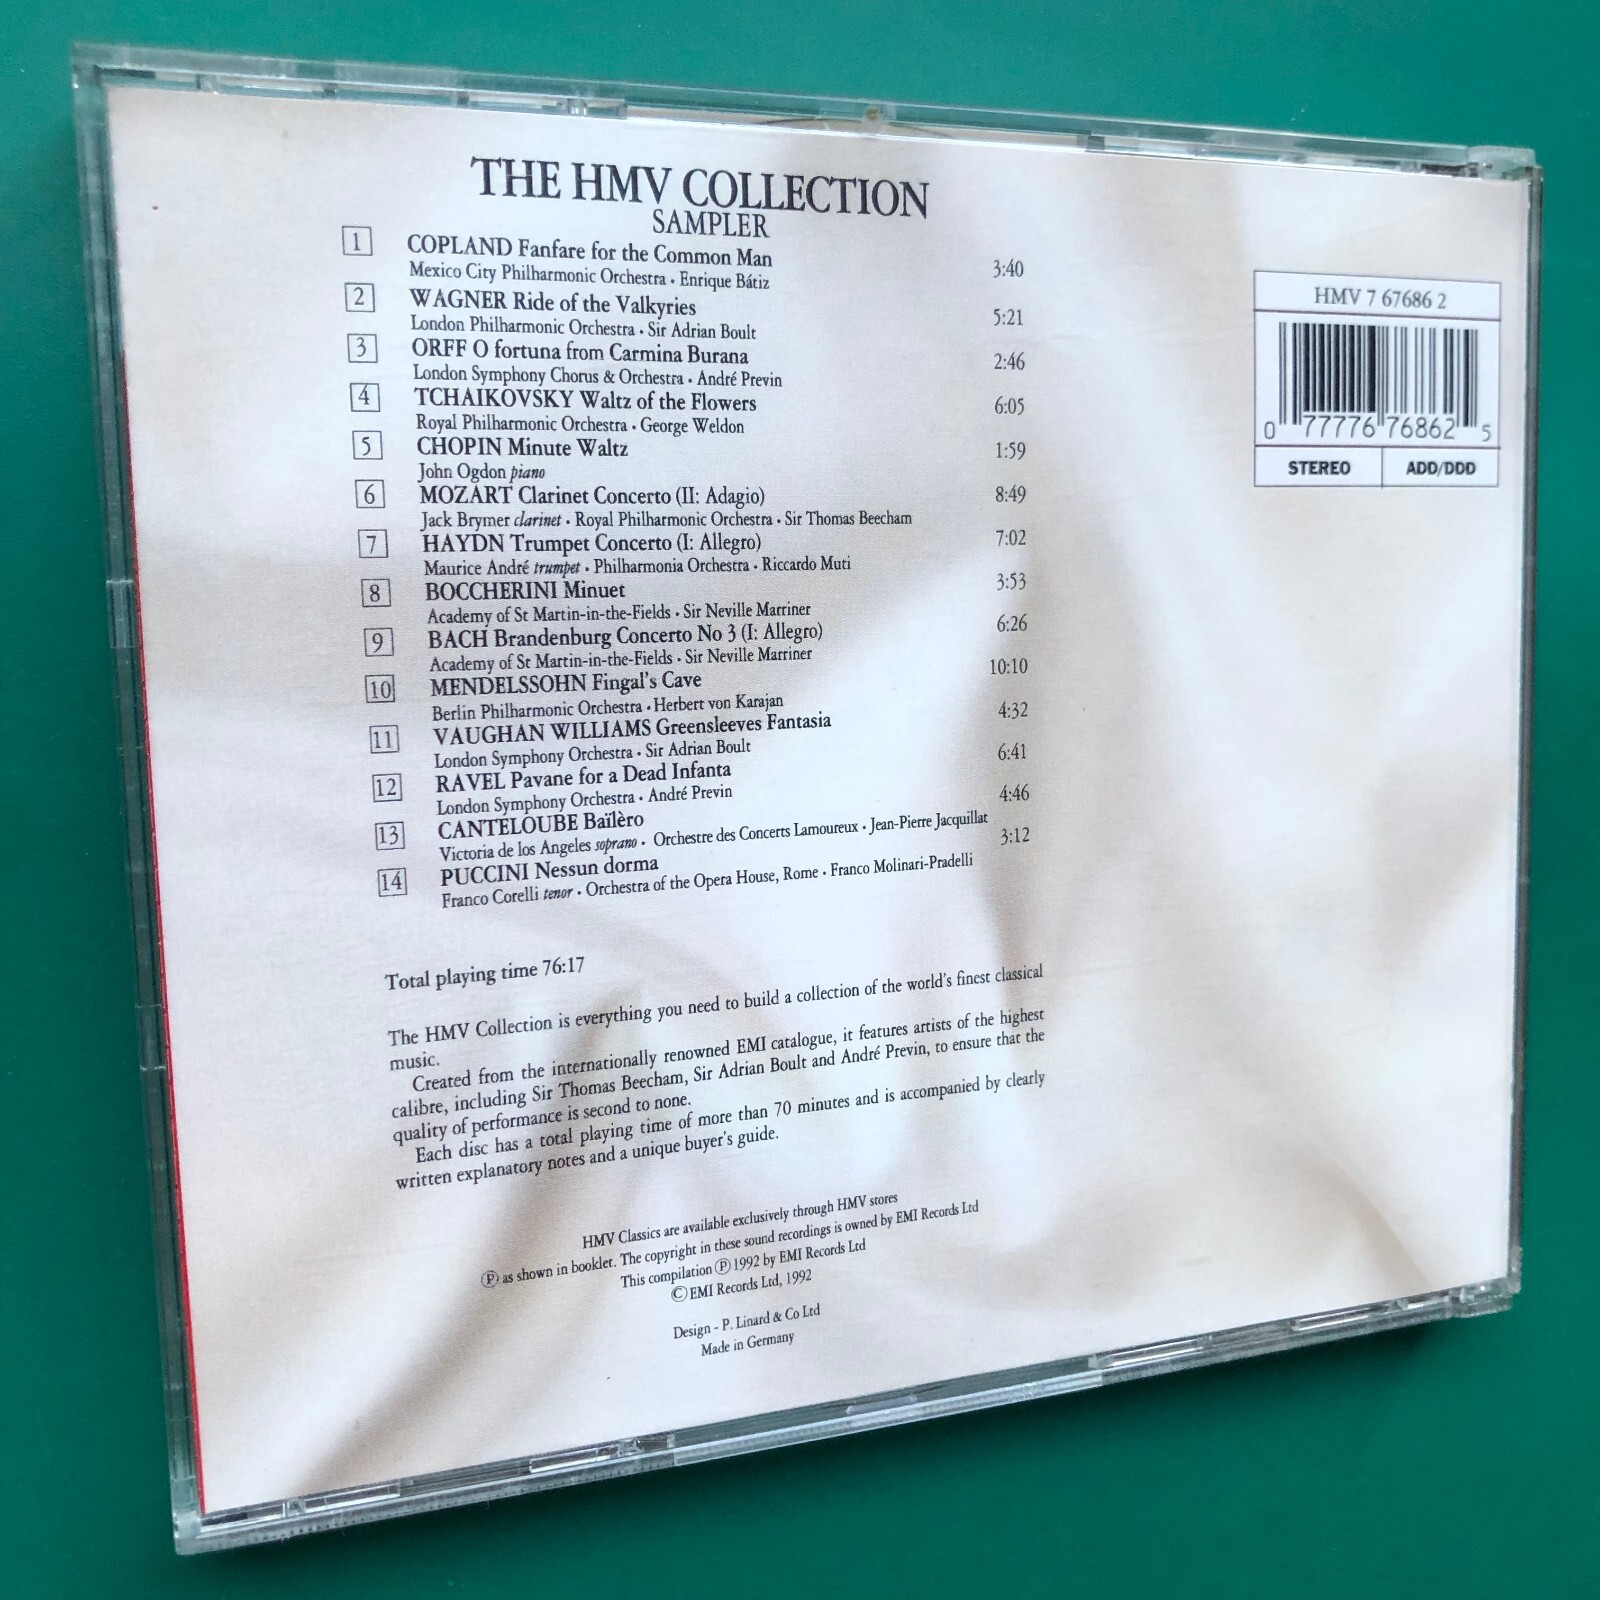 THE HMV COLLECTION
SAMPLER
1 COPLAND Fanfare for the Common Man 3:40
Mexico City Philharmonic Orchestra · Enrique Bátiz
2 WAGNER Ride of the Valkyries 5:21
London Philharmonic Orchestra · Sir Adrian Boult
3 ORFF O fortuna from Carmina Burana 2:46
London Symphony Chorus & Orchestra · André Previn
4 TCHAIKOVSKY Waltz of the Flowers 6:05
Royal Philharmonic Orchestra · George Weldon
5 CHOPIN Minute Waltz 1:59
John Ogdon piano
6 MOZART Clarinet Concerto (II: Adagio) 8:49
Jack Brymer clarinet · Royal Philharmonic Orchestra · Sir Thomas Beecham
7 HAYDN Trumpet Concerto (I: Allegro) 7:02
Maurice André trumpet · Philharmonia Orchestra · Riccardo Muti
8 BOCCHERINI Minuet 3:53
Academy of St Martin-in-the-Fields · Sir Neville Marriner
9 BACH Brandenburg Concerto No 3 (I: Allegro) 6:26
Academy of St Martin-in-the-Fields · Sir Neville Marriner
10 MENDELSSOHN Fingal's Cave 10:10
Berlin Philharmonic Orchestra · Herbert von Karajan
11 VAUGHAN WILLIAMS Greensleeves Fantasia 4:32
London Symphony Orchestra · Sir Adrian Boult
12 RAVEL Pavane for a Dead Infanta 6:41
London Symphony Orchestra · André Previn
13 CANTELOUBE Baïlèro 4:46
Victoria de los Angeles soprano · Orchestre des Concerts Lamoureux · Jean-Pierre Jacquillat
14 PUCCINI Nessun dorma 3:12
Franco Corelli tenor · Orchestra of the Opera House, Rome · Franco Molinari-Pradelli
Total playing time 76:17
The HMV Collection is everything you need to build a collection of the world's finest classical
music.
Created from the internationally renowned EMI catalogue, it features artists of the highest
calibre, including Sir Thomas Beecham, Sir Adrian Boult and André Previn, to ensure that the
quality of performance is second to none.
Each disc has a total playing time of more than 70 minutes and is accompanied by clearly
written explanatory notes and a unique buyer's guide.
HMV Classics are available exclusively through HMV stores
Ⓟ as shown in booklet. The copyright in these sound recordings is owned by EMI Records Ltd
This compilation Ⓟ 1992 by EMI Records Ltd
© EMI Records Ltd, 1992
Design - P. Linard & Co Ltd
Made in Germany
HMV 7 67686 2
0 77776 76862 5
STEREO ADD/DDD